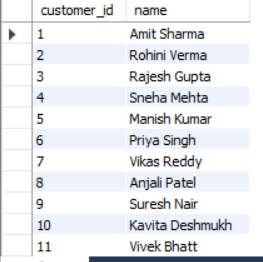 customer_id name
1 Amit Sharma
2 Rohini Verma
3 Rajesh Gupta
4 Sneha Mehta
5 Manish Kumar
6 Priya Singh
7 Vikas Reddy
8 Anjali Patel
9 Suresh Nair
10 Kavita Deshmukh
11 Vivek Bhatt